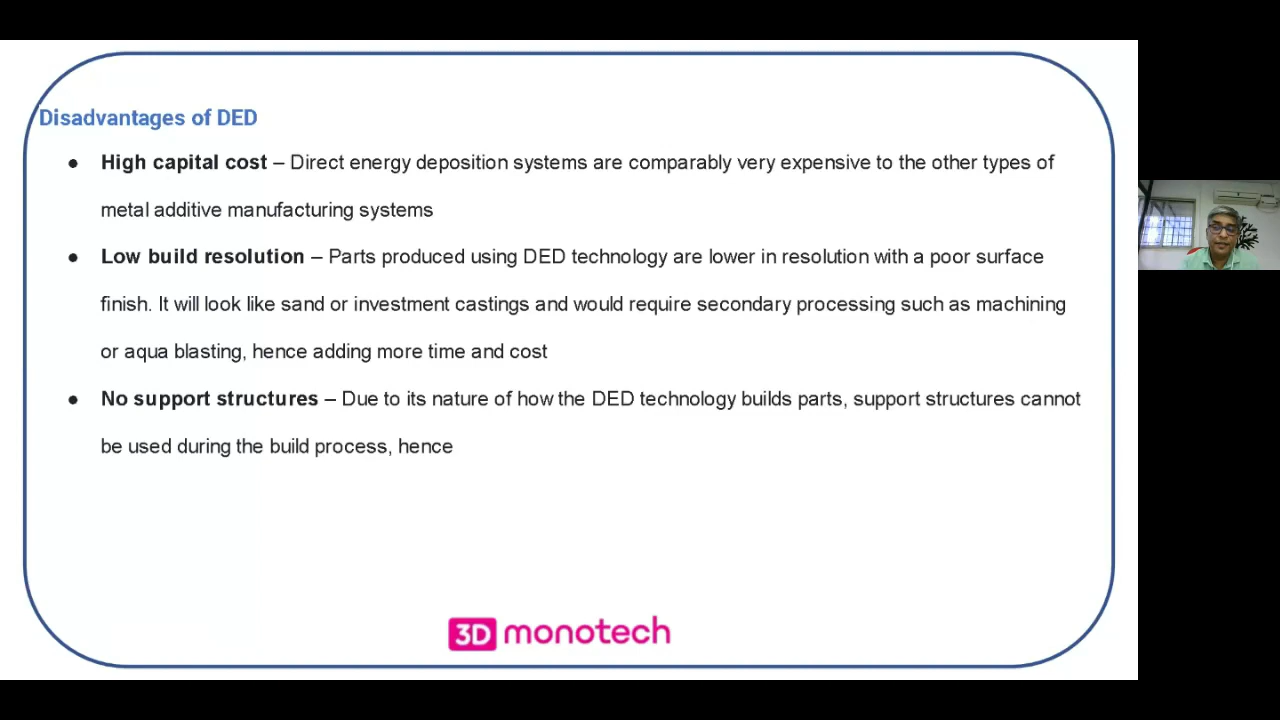 Disadvantages of DED
● High capital cost – Direct energy deposition systems are comparably very expensive to the other types of
metal additive manufacturing systems
● Low build resolution – Parts produced using DED technology are lower in resolution with a poor surface
finish. It will look like sand or investment castings and would require secondary processing such as machining
or aqua blasting, hence adding more time and cost
● No support structures – Due to its nature of how the DED technology builds parts, support structures cannot
be used during the build process, hence
3D monotech